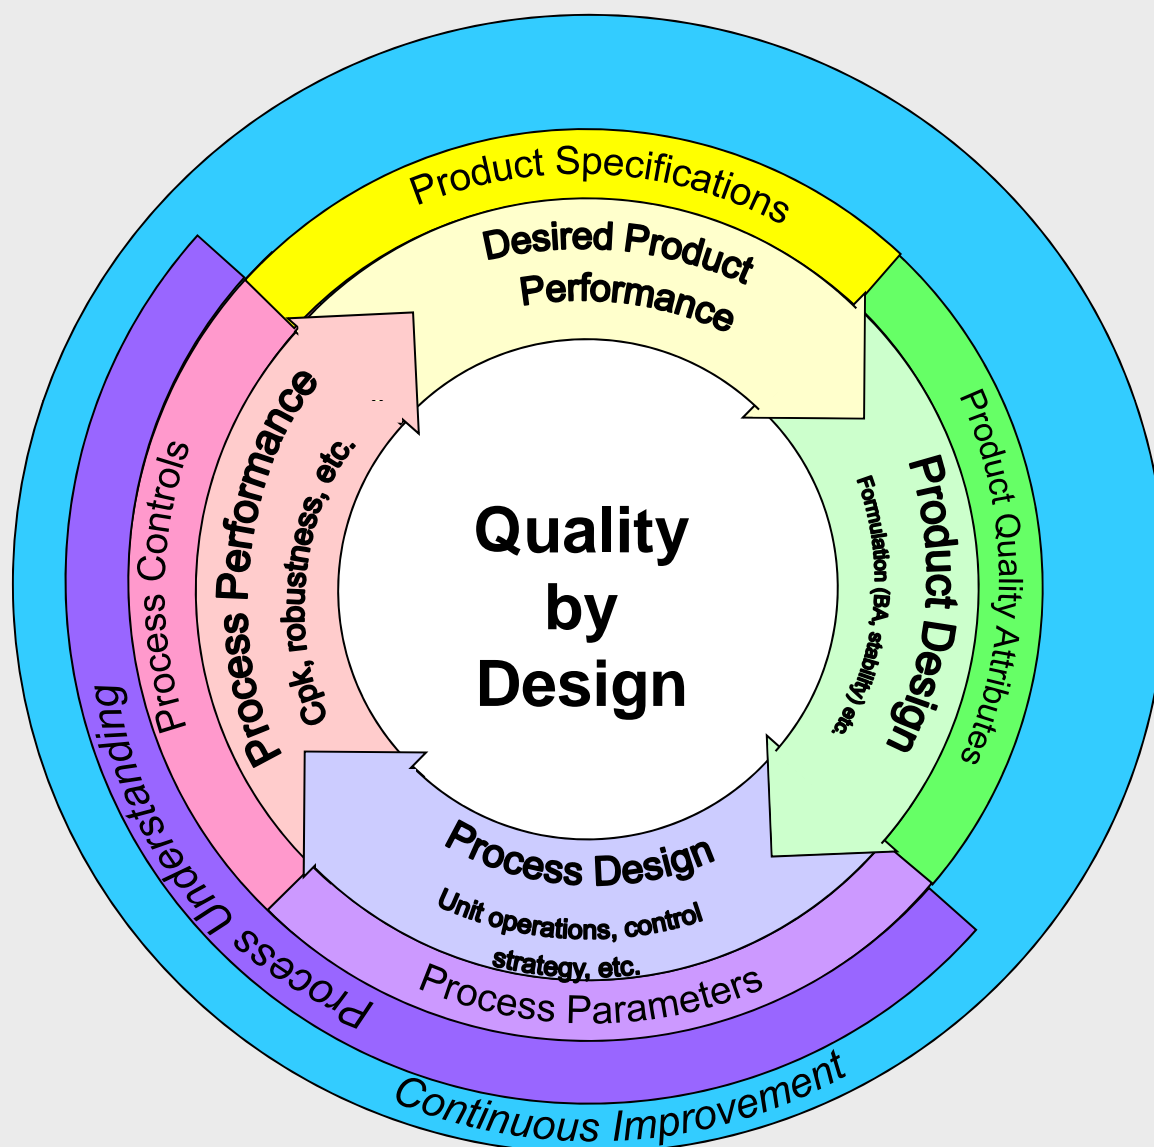 Product Specifications
Desired Product
Performance
Product Quality Attributes
Product Design
Formulation (BA, stability) etc.
Process Design
Unit operations, control
strategy, etc.
Process Parameters
Process Controls
Process Performance
Cpk, robustness, etc.
--
Quality
by
Design
Process Understanding
Continuous Improvement